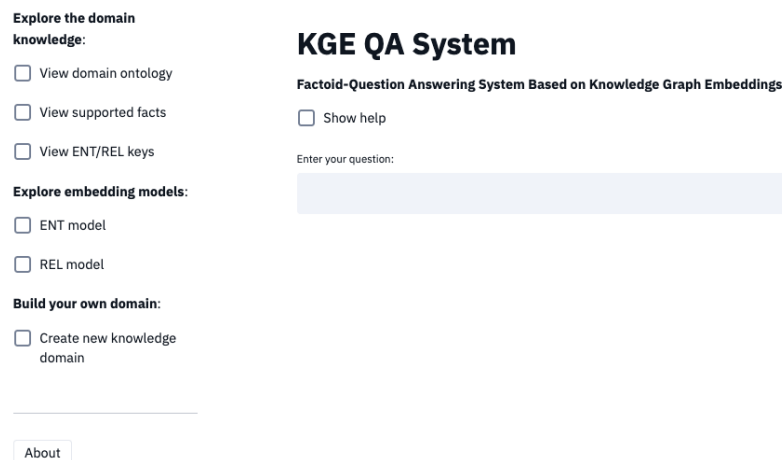 Explore the domain
knowledge:
View domain ontology
View supported facts
View ENT/REL keys
Explore embedding models:
ENT model
REL model
Build your own domain:
Create new knowledge
domain
About
KGE QA System
Factoid-Question Answering System Based on Knowledge Graph Embeddings
Show help
Enter your question: